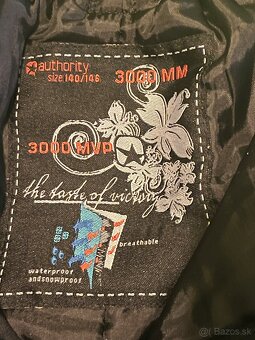 authority
size 140/146
3000 MM
3000 MVP
the taste of victory
breathable
waterproof
andsnowproof
Bazos.sk